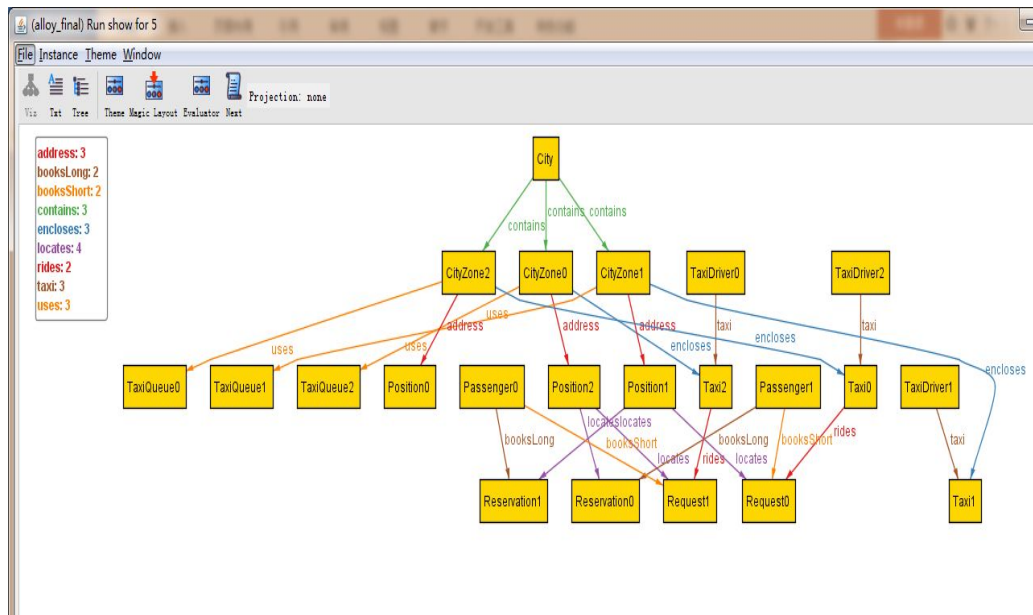 (alloy_final) Run show for 5
File Instance Theme Window
Viz Txt Tree Theme Magic Layout Evaluator Next Projection: none
address: 3
booksLong: 2
booksShort: 2
contains: 3
encloses: 3
locates: 4
rides: 2
taxi: 3
uses: 3
City
contains contains contains
CityZone2 CityZone0 CityZone1 TaxiDriver0 TaxiDriver2
uses uses uses address address address encloses encloses encloses taxi taxi
TaxiQueue0 TaxiQueue1 TaxiQueue2 Position0 Passenger0 Position2 Position1 Taxi2 Passenger1 Taxi0 TaxiDriver1
booksLong locates locates booksShort locates rides booksLong locates booksShort rides taxi
Reservation1 Reservation0 Request1 Request0 Taxi1